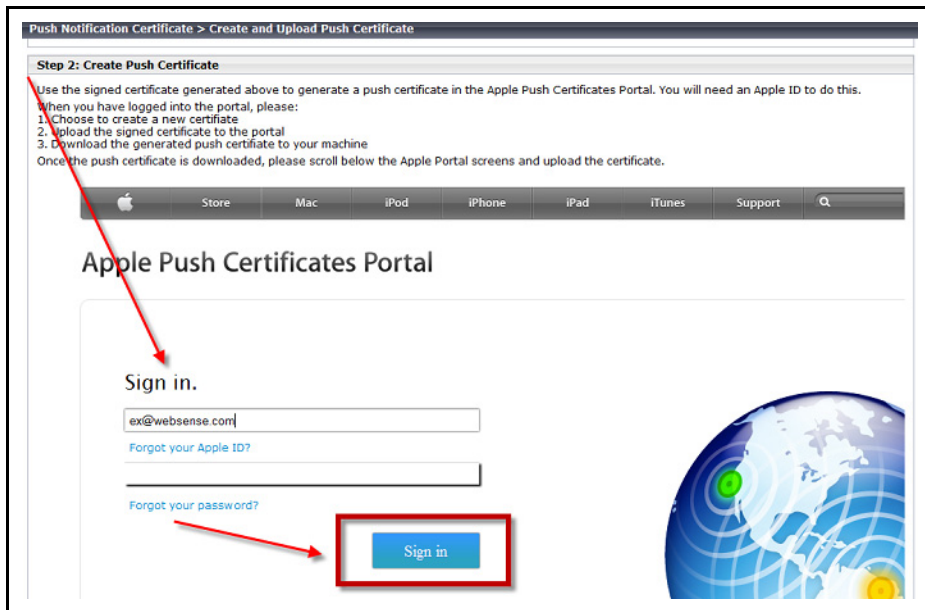 Push Notification Certificate > Create and Upload Push Certificate
Step 2: Create Push Certificate
Use the signed certificate generated above to generate a push certificate in the Apple Push Certificates Portal. You will need an Apple ID to do this.
When you have logged into the portal, please:
1. Choose to create a new certifiate
2. Upload the signed certificate to the portal
3. Download the generated push certifiate to your machine
Once the push certificate is downloaded, please scroll below the Apple Portal screens and upload the certificate.
Store Mac iPod iPhone iPad iTunes Support
Apple Push Certificates Portal
Sign in.
ex@websense.com
Forgot your Apple ID?
Forgot your password?
Sign in